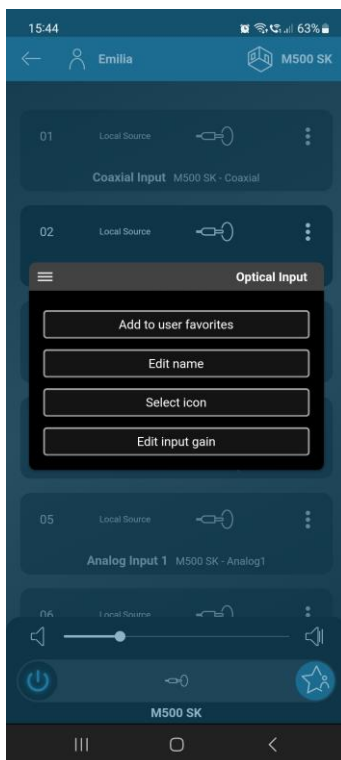 15:44 63%
Emilia M500 SK
01 Local Source
Coaxial Input M500 SK - Coaxial
02 Local Source
Optical Input
Add to user favorites
Edit name
Select icon
Edit input gain
05 Local Source
Analog Input 1 M500 SK - Analog1
06 Local Source
M500 SK